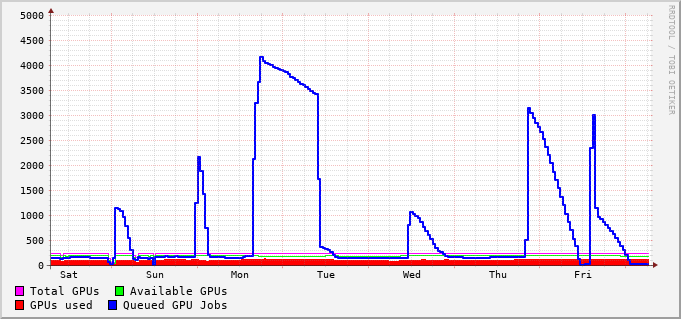 5000
4500
4000
3500
3000
2500
2000
1500
1000
500
0
Sat Sun Mon Tue Wed Thu Fri
Total GPUs Available GPUs
GPUs used Queued GPU Jobs
RRDTOOL / TOBI OETIKER